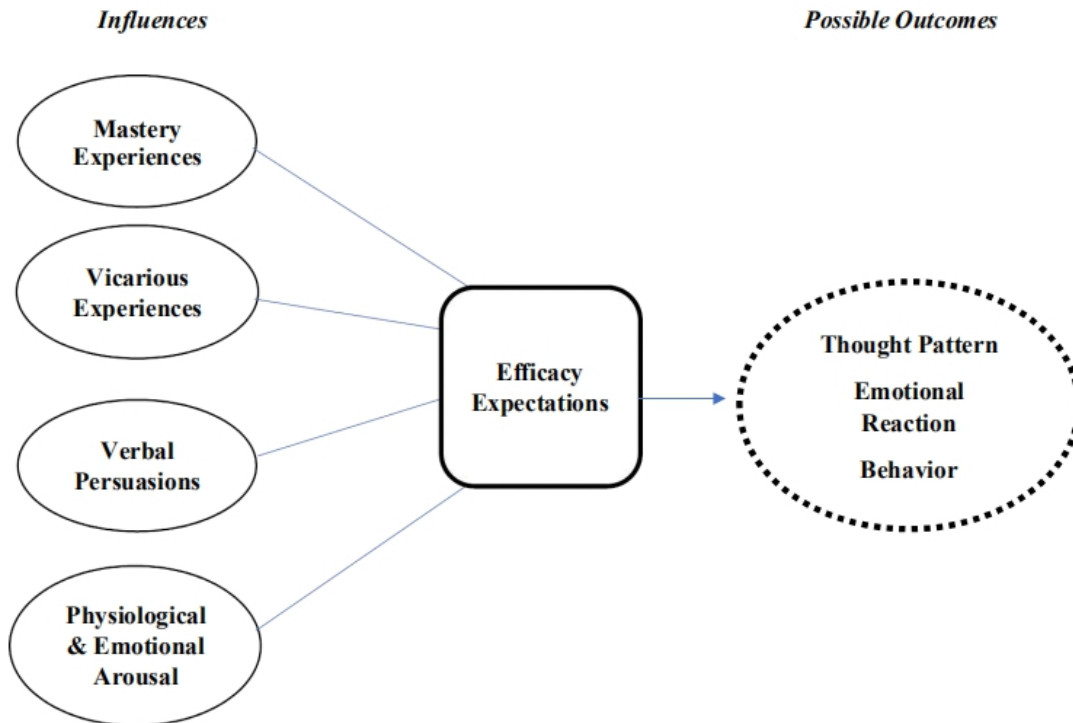 Influences
Possible Outcomes
Mastery
Experiences
Vicarious
Experiences
Verbal
Persuasions
Physiological
& Emotional
Arousal
Efficacy
Expectations
Thought Pattern
Emotional
Reaction
Behavior